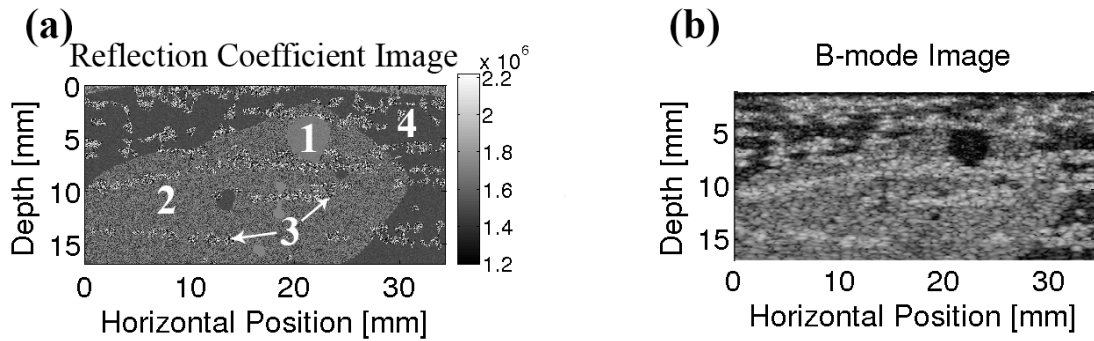 (a)
Reflection Coefficient Image
x 10^6
0
5
10
15
Depth [mm]
1
2
3
4
2.2
2
1.8
1.6
1.4
1.2
0 10 20 30
Horizontal Position [mm]
(b)
B-mode Image
5
10
15
Depth [mm]
0 10 20 30
Horizontal Position [mm]